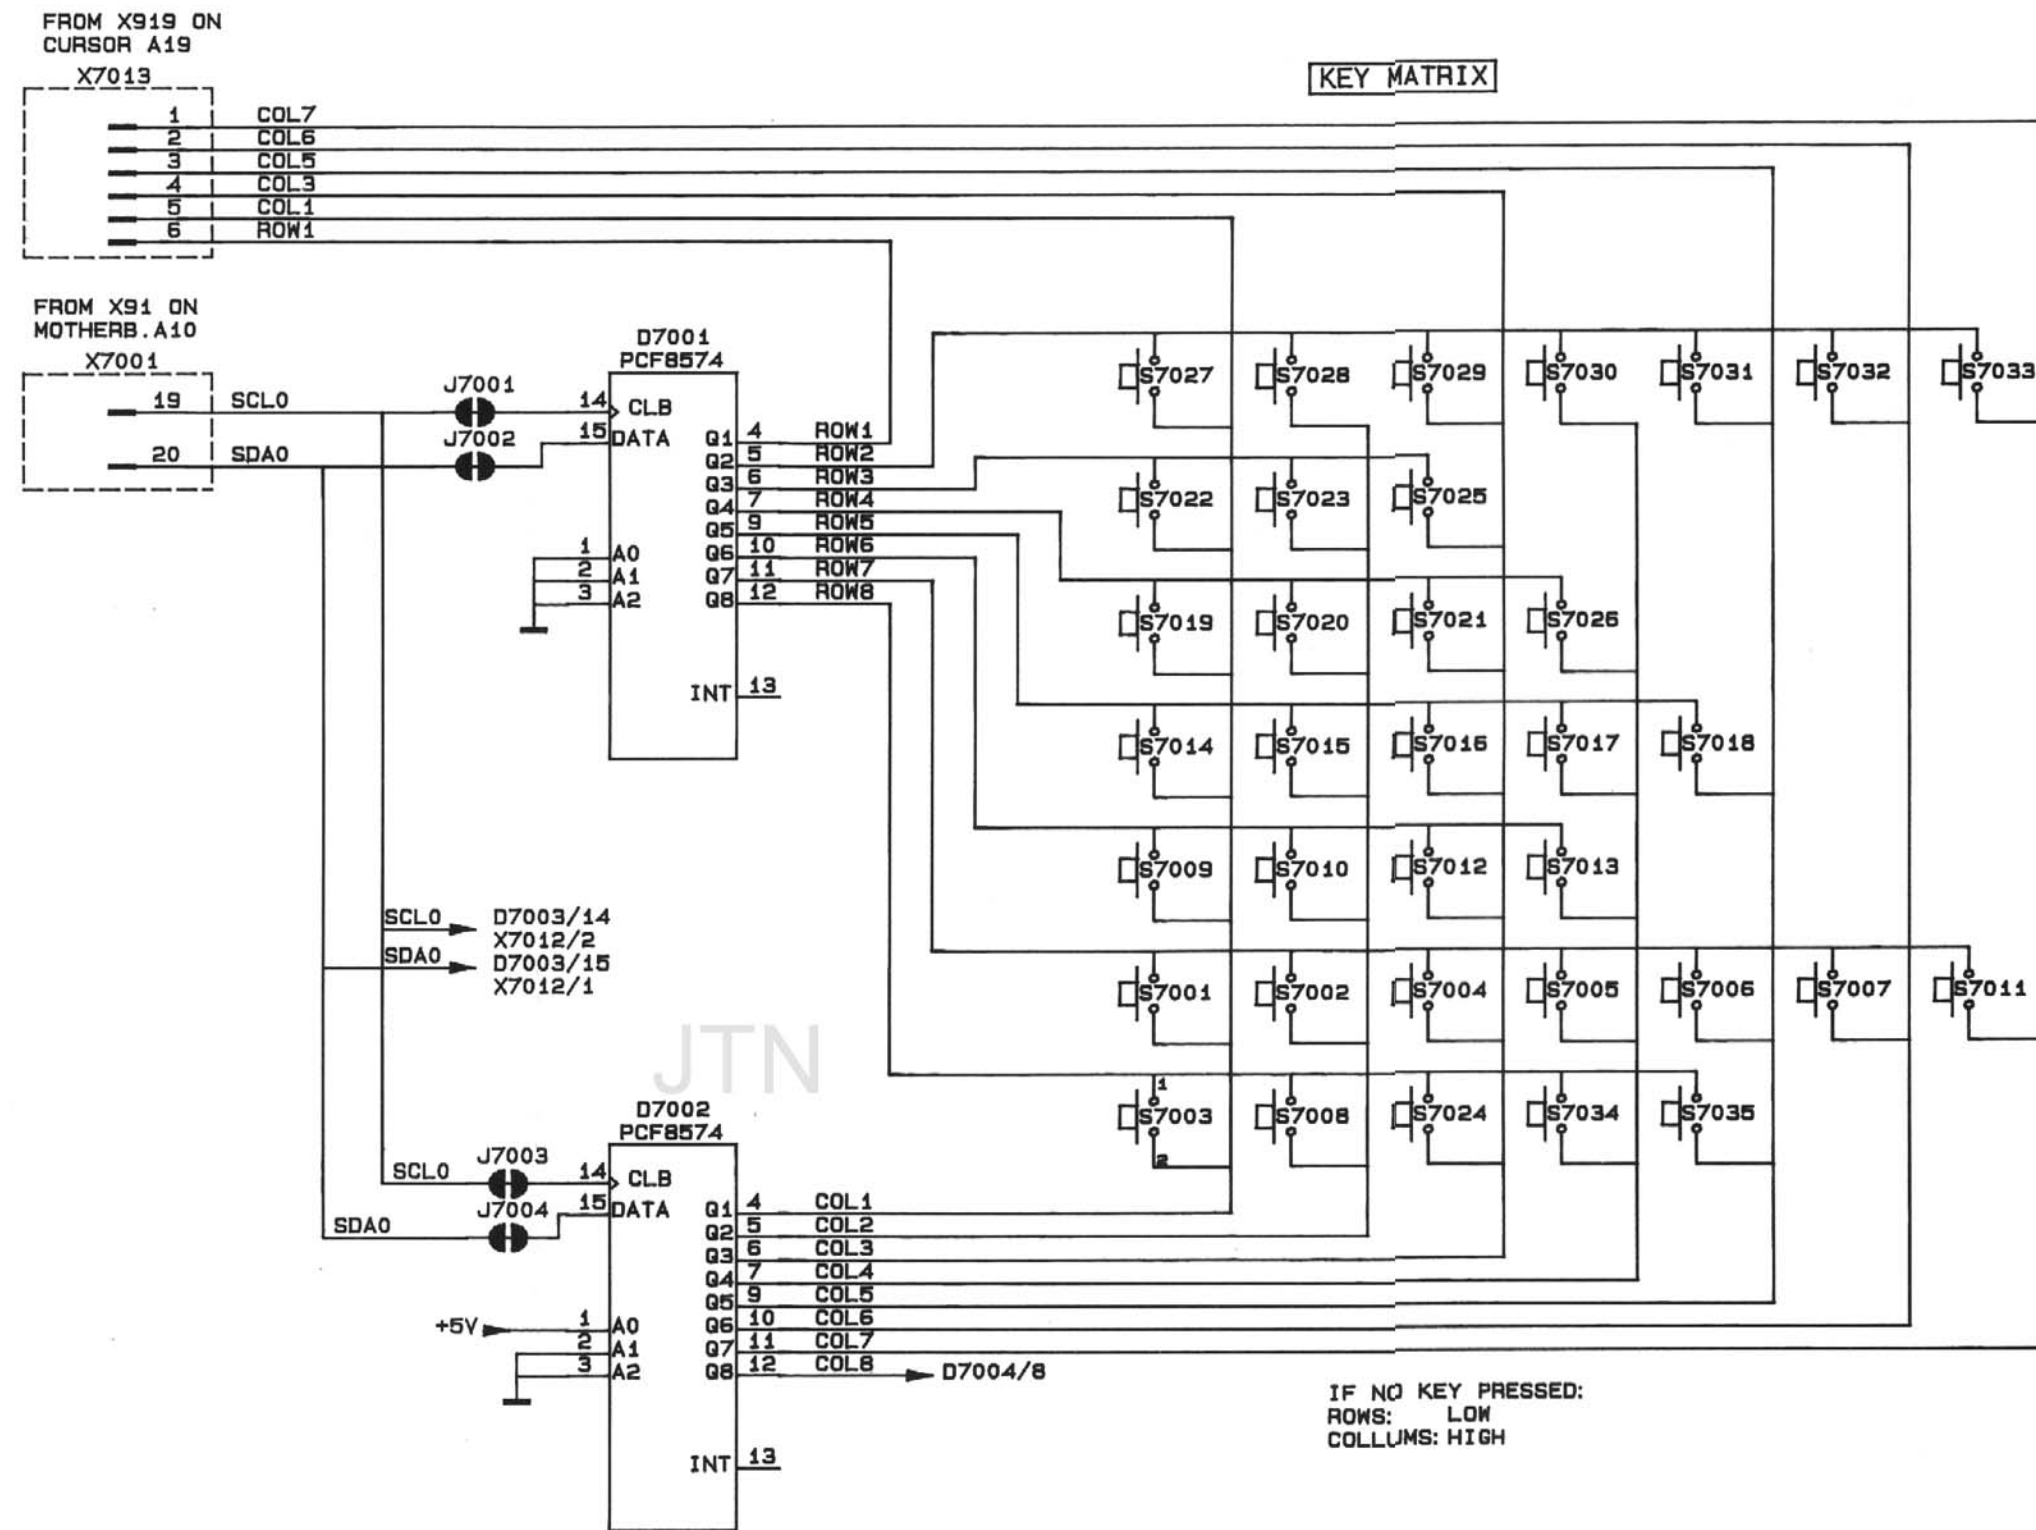 FROM X919 ON
CURSOR A19
X7013
KEY MATRIX
1 COL7
2 COL6
3 COL5
4 COL3
5 COL1
6 ROW1
FROM X91 ON
MOTHERB.A10
X7001
19 SCL0
20 SDA0
J7001
J7002
D7001
PCF8574
14 CLB
15 DATA
Q1 4 ROW1
Q2 5 ROW2
Q3 6 ROW3
Q4 7 ROW4
Q5 9 ROW5
Q6 10 ROW6
Q7 11 ROW7
Q8 12 ROW8
1 A0
2 A1
3 A2
INT 13
S7027 S7028 S7029 S7030 S7031 S7032 S7033
S7022 S7023 S7025
S7019 S7020 S7021 S7026
S7014 S7015 S7016 S7017 S7018
S7009 S7010 S7012 S7013
S7001 S7002 S7004 S7005 S7006 S7007 S7011
1
S7003 S7008 S7024 S7034 S7035
2
SCL0 D7003/14
X7012/2
SDA0 D7003/15
X7012/1
JTN
D7002
PCF8574
SCL0 J7003 14 CLB
SDA0 J7004 15 DATA
Q1 4 COL1
Q2 5 COL2
Q3 6 COL3
Q4 7 COL4
Q5 9 COL5
Q6 10 COL6
Q7 11 COL7
Q8 12 COL8 D7004/8
+5V 1 A0
2 A1
3 A2
INT 13
IF NO KEY PRESSED:
ROWS: LOW
COLLUMS: HIGH